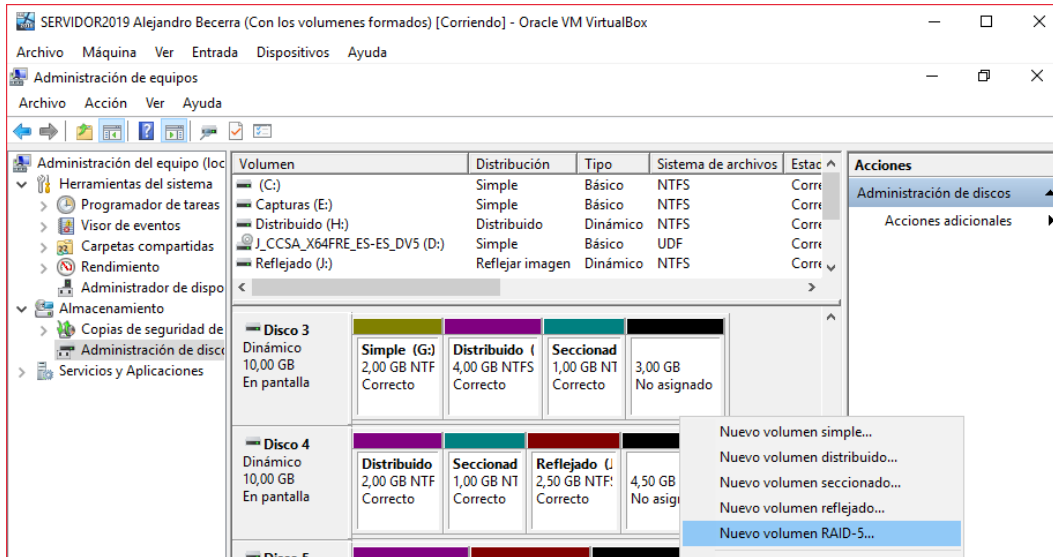 SERVIDOR2019 Alejandro Becerra (Con los volumenes formados) [Corriendo] - Oracle VM VirtualBox
Archivo Máquina Ver Entrada Dispositivos Ayuda
Administración de equipos
Archivo Acción Ver Ayuda
Administración del equipo (loc
Herramientas del sistema
Programador de tareas
Visor de eventos
Carpetas compartidas
Rendimiento
Administrador de dispo
Almacenamiento
Copias de seguridad de
Administración de disco
Servicios y Aplicaciones
Volumen Distribución Tipo Sistema de archivos Estac
(C:) Simple Básico NTFS Corre
Capturas (E:) Simple Básico NTFS Corre
Distribuido (H:) Distribuido Dinámico NTFS Corre
J_CCSA_X64FRE_ES-ES_DV5 (D:) Simple Básico UDF Corre
Reflejado (J:) Reflejar imagen Dinámico NTFS Corre
Disco 3
Dinámico
10,00 GB
En pantalla
Simple (G:)
2,00 GB NTF
Correcto
Distribuido (
4,00 GB NTFS
Correcto
Seccionad
1,00 GB NT
Correcto
3,00 GB
No asignado
Disco 4
Dinámico
10,00 GB
En pantalla
Distribuido
2,00 GB NTF
Correcto
Seccionad
1,00 GB NT
Correcto
Reflejado (J
2,50 GB NTF:
Correcto
4,50 GB
No asign
Disco 5
Nuevo volumen simple...
Nuevo volumen distribuido...
Nuevo volumen seccionado...
Nuevo volumen reflejado...
Nuevo volumen RAID-5...
Acciones
Administración de discos
Acciones adicionales